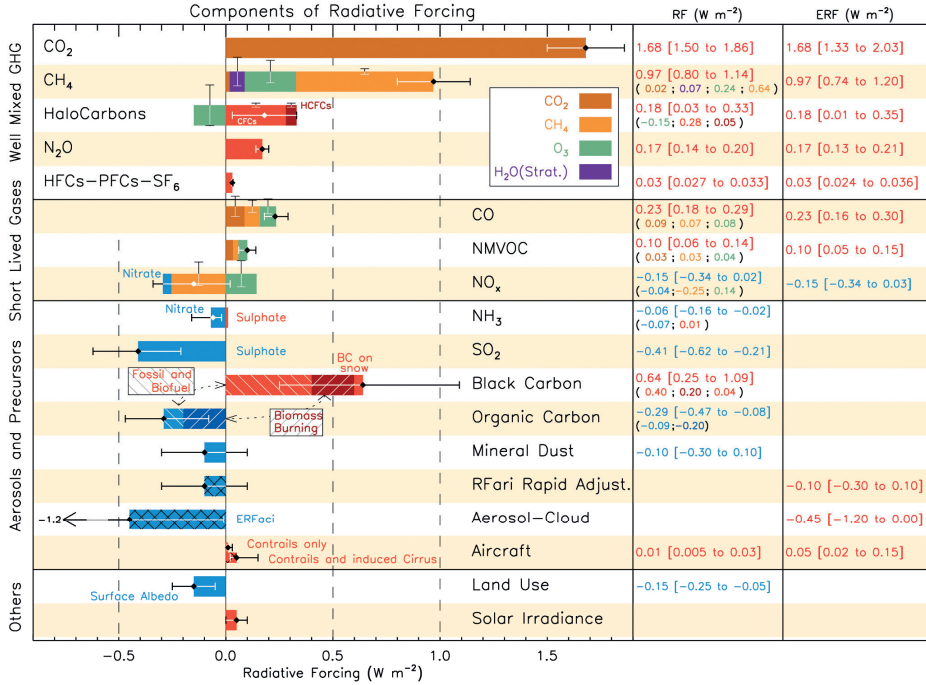 Components of Radiative Forcing
RF (W m−2)
ERF (W m−2)
Well Mixed GHG
CO2
1.68 [1.50 to 1.86]
1.68 [1.33 to 2.03]
CH4
0.97 [0.80 to 1.14]
(0.02; 0.07; 0.24; 0.64)
0.97 [0.74 to 1.20]
HaloCarbons
HCFCs
CFCs
0.18 [0.03 to 0.33]
(−0.15; 0.28; 0.05)
0.18 [0.01 to 0.35]
N2O
0.17 [0.14 to 0.20]
0.17 [0.13 to 0.21]
HFCs−PFCs−SF6
0.03 [0.027 to 0.033]
0.03 [0.024 to 0.036]
CO2
CH4
O3
H2O(Strat.)
Short Lived Gases
CO
0.23 [0.18 to 0.29]
(0.09; 0.07; 0.08)
0.23 [0.16 to 0.30]
NMVOC
0.10 [0.06 to 0.14]
(0.03; 0.03; 0.04)
0.10 [0.05 to 0.15]
Nitrate
NOx
−0.15 [−0.34 to 0.02]
(−0.04; −0.25; 0.14)
−0.15 [−0.34 to 0.03]
Aerosols and Precursors
Nitrate
Sulphate
NH3
−0.06 [−0.16 to −0.02]
(−0.07; 0.01)
Sulphate
SO2
−0.41 [−0.62 to −0.21]
BC on
snow
Fossil and
Biofuel
Black Carbon
0.64 [0.25 to 1.09]
(0.40; 0.20; 0.04)
Biomass
Burning
Organic Carbon
−0.29 [−0.47 to −0.08]
(−0.09; −0.20)
Mineral Dust
−0.10 [−0.30 to 0.10]
RFari Rapid Adjust.
−0.10 [−0.30 to 0.10]
−1.2
ERFaci
Aerosol−Cloud
−0.45 [−1.20 to 0.00]
Contrails only
Contrails and induced Cirrus
Aircraft
0.01 [0.005 to 0.03]
0.05 [0.02 to 0.15]
Others
Surface Albedo
Land Use
−0.15 [−0.25 to −0.05]
Solar Irradiance
−0.5 0.0 0.5 1.0 1.5
Radiative Forcing (W m−2)